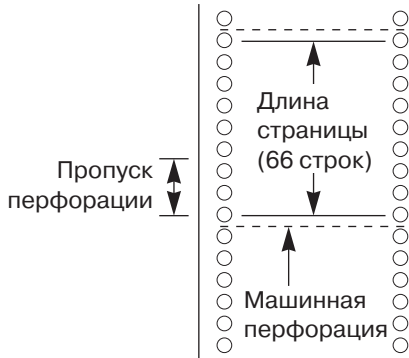 Длина
страницы
(66 строк)
Пропуск
перфорации
Машинная
перфорация